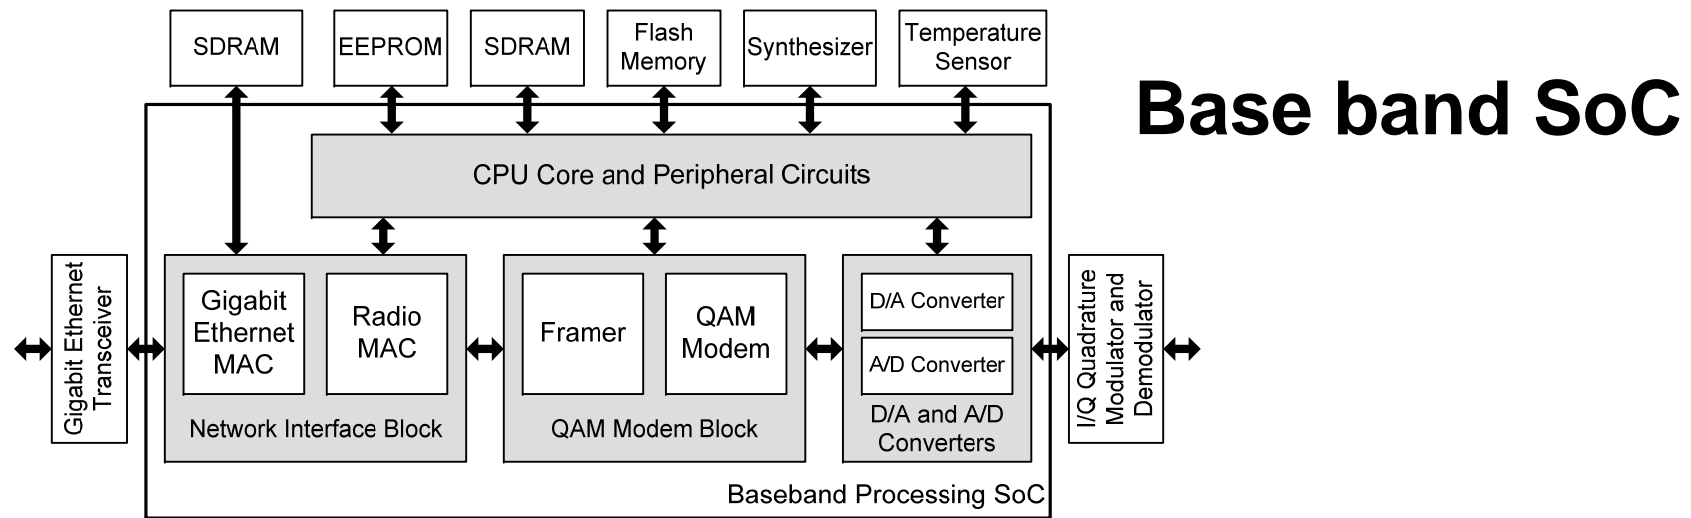 SDRAM
EEPROM
SDRAM
Flash
Memory
Synthesizer
Temperature
Sensor
Base band SoC
CPU Core and Peripheral Circuits
Gigabit Ethernet
Transceiver
Gigabit
Ethernet
MAC
Radio
MAC
Network Interface Block
Framer
QAM
Modem
QAM Modem Block
D/A Converter
A/D Converter
D/A and A/D
Converters
I/Q Quadrature
Modulator and
Demodulator
Baseband Processing SoC